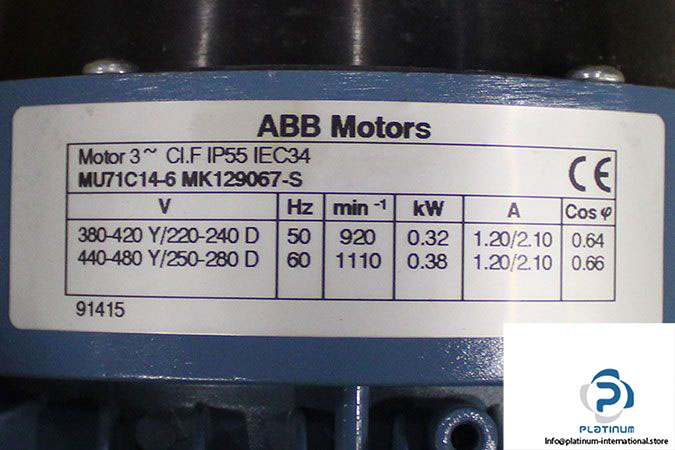 ABB Motors
Motor 3~ Cl.F IP55 IEC34
MU71C14-6 MK129067-S
CE
V Hz min -1 kW A Cos φ
380-420 Y/220-240 D 50 920 0.32 1.20/2.10 0.64
440-480 Y/250-280 D 60 1110 0.38 1.20/2.10 0.66
91415
PLATINUM
Info@platinum-international.store